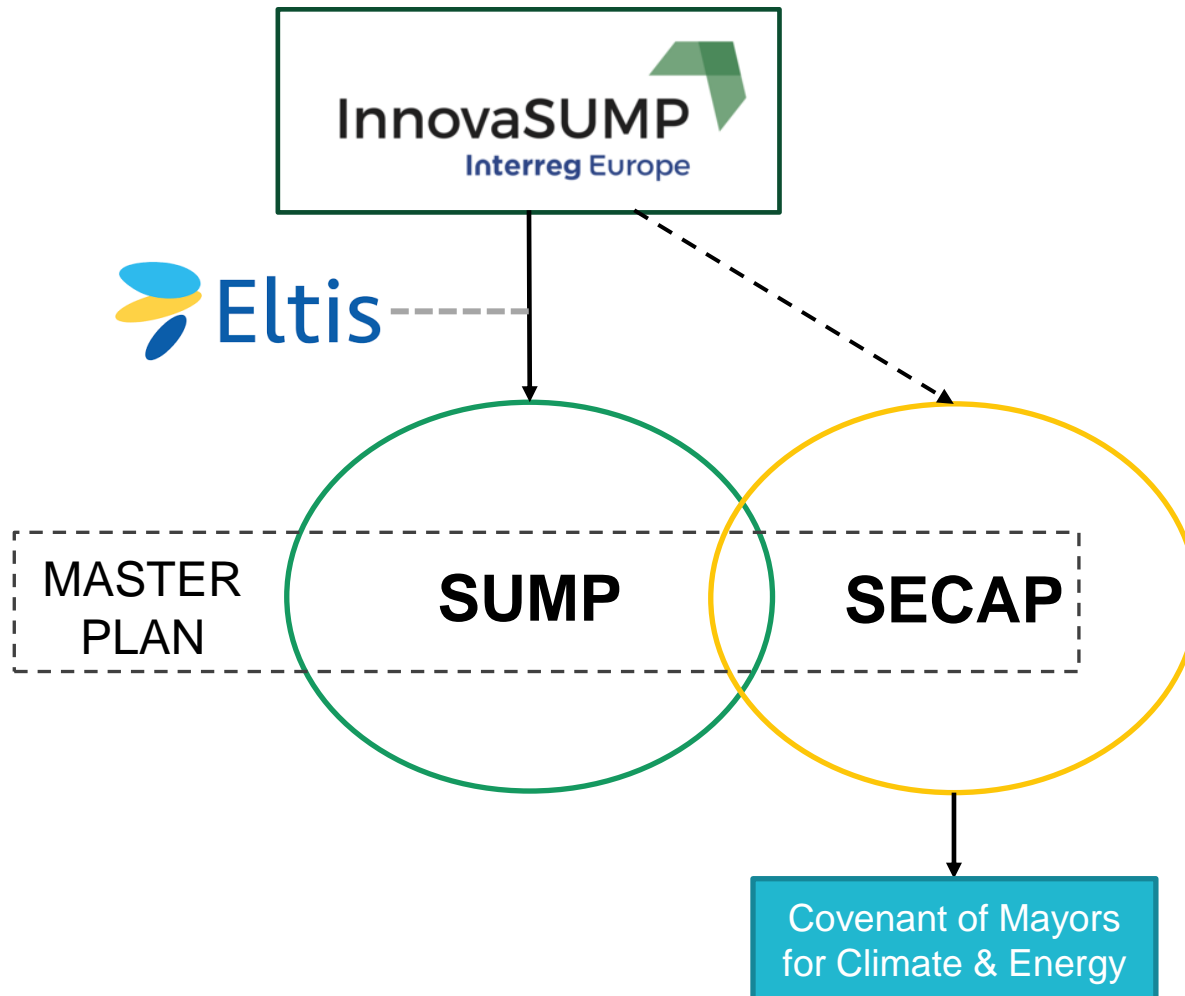 InnovaSUMP
Interreg Europe
Eltis
MASTER
PLAN
SUMP
SECAP
Covenant of Mayors
for Climate & Energy